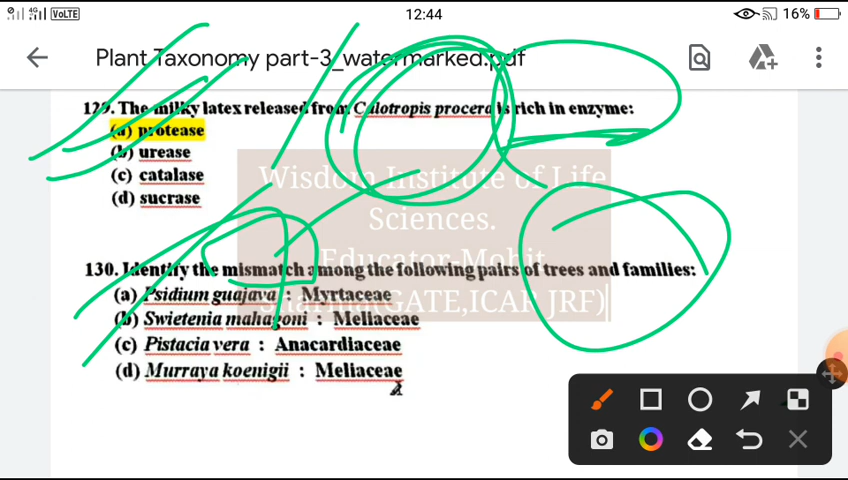 4G VoLTE 12:44 16%
Plant Taxonomy part-3_watermarked.pdf
129. The milky latex released from Calotropis procera is rich in enzyme:
(a) protease
(b) urease
(c) catalase
(d) sucrase
Wisdom Institute of Life
Sciences.
Educator-Mohit
Sharma(GATE,ICAR JRF)
130. Identify the mismatch among the following pairs of trees and families:
(a) Psidium guajava : Myrtaceae
(b) Swietenia mahagoni : Meliaceae
(c) Pistacia vera : Anacardiaceae
(d) Murraya koenigii : Meliaceae